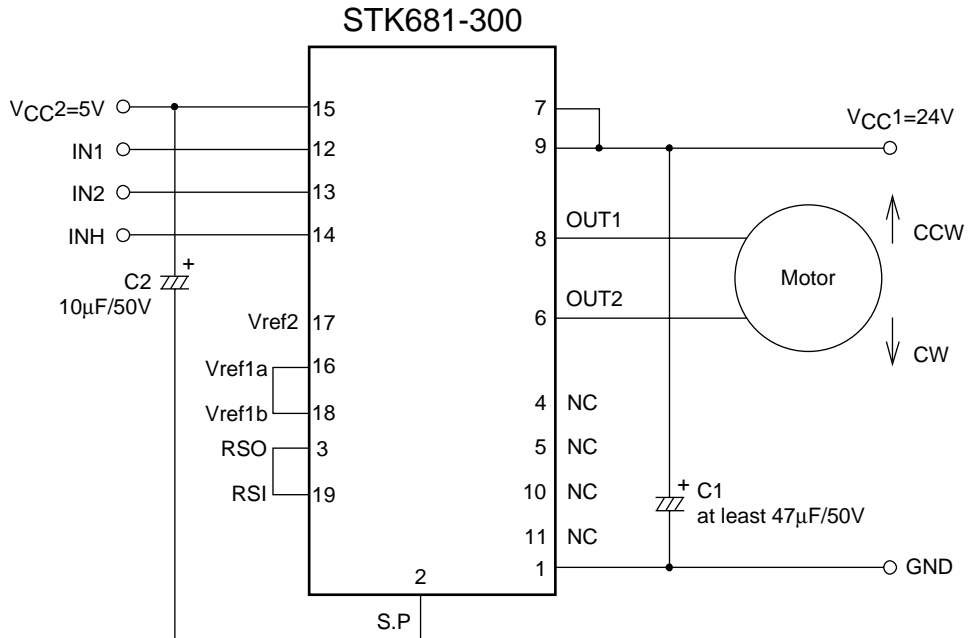 STK681-300
VCC2=5V
15
7
VCC1=24V
IN1
12
9
IN2
13
INH
14
OUT1
8
CCW
C2
+
10μF/50V
Motor
OUT2
Vref2
17
6
CW
Vref1a
16
Vref1b
18
4
NC
RSO
3
5
NC
RSI
19
10
NC
+
C1
at least 47μF/50V
11
NC
1
GND
2
S.P